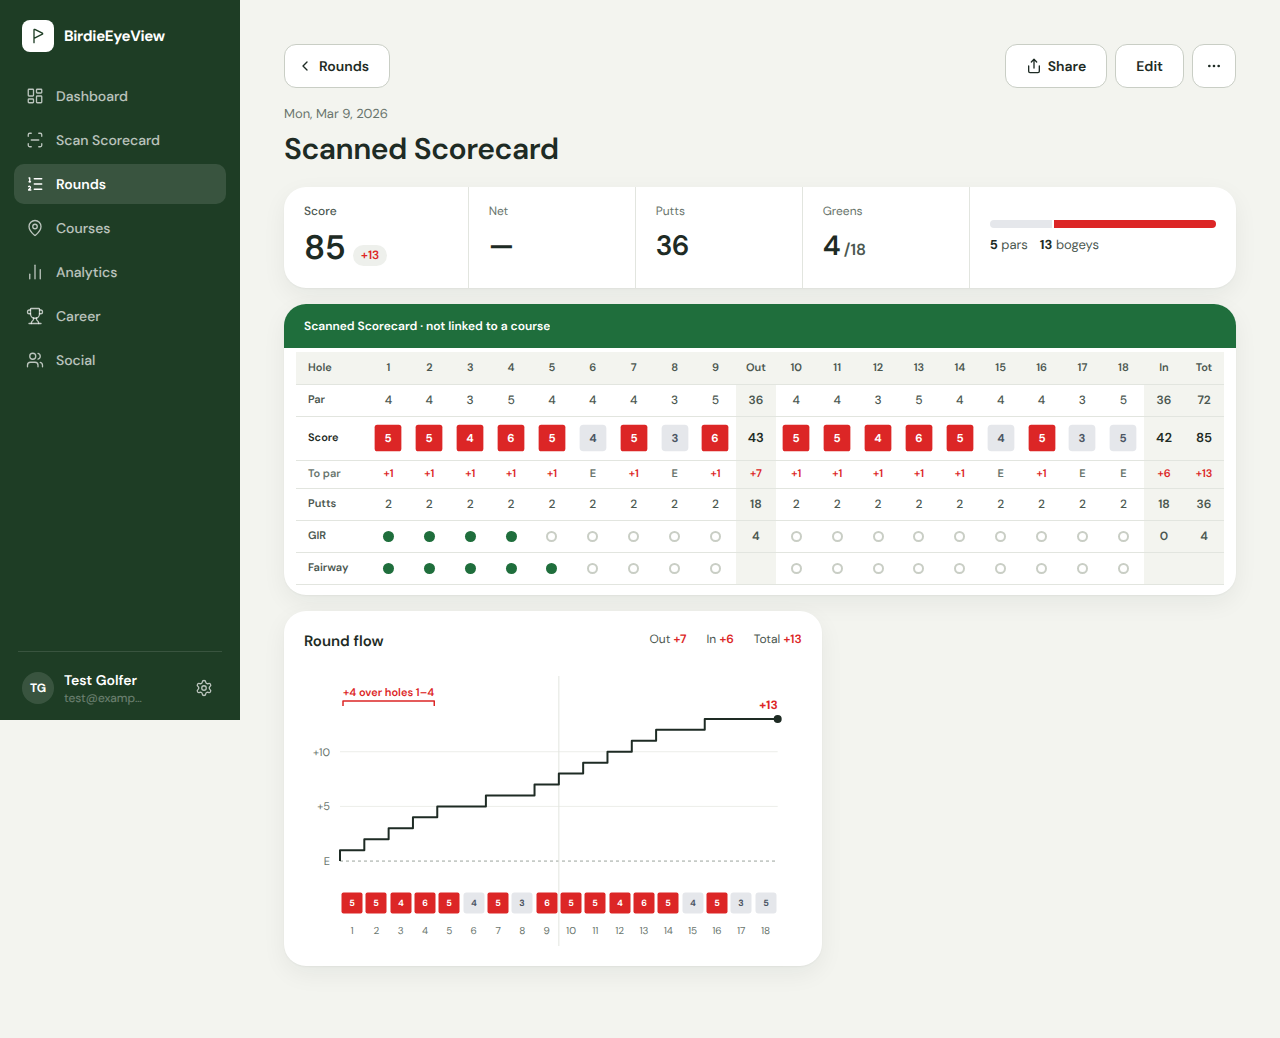 BirdieEyeView
Dashboard
Scan Scorecard
Rounds
Courses
Analytics
Career
Social
TG
Test Golfer
test@examp...
Rounds
Share
Edit
Mon, Mar 9, 2026
Scanned Scorecard
Score
85 +13
Net
—
Putts
36
Greens
4/18
5 pars 13 bogeys
Scanned Scorecard · not linked to a course
Hole 1 2 3 4 5 6 7 8 9 Out 10 11 12 13 14 15 16 17 18 In Tot
Par 4 4 3 5 4 4 4 3 5 36 4 4 3 5 4 4 4 3 5 36 72
Score 5 5 4 6 5 4 5 3 6 43 5 5 4 6 5 4 5 3 5 42 85
To par +1 +1 +1 +1 +1 E +1 E +1 +7 +1 +1 +1 +1 +1 E +1 E E +6 +13
Putts 2 2 2 2 2 2 2 2 2 18 2 2 2 2 2 2 2 2 2 18 36
GIR 4 0 4
Fairway
Round flow
Out +7 In +6 Total +13
+4 over holes 1–4
+13
+10
+5
E
5 5 4 6 5 4 5 3 6 5 5 4 6 5 4 5 3 5
1 2 3 4 5 6 7 8 9 10 11 12 13 14 15 16 17 18